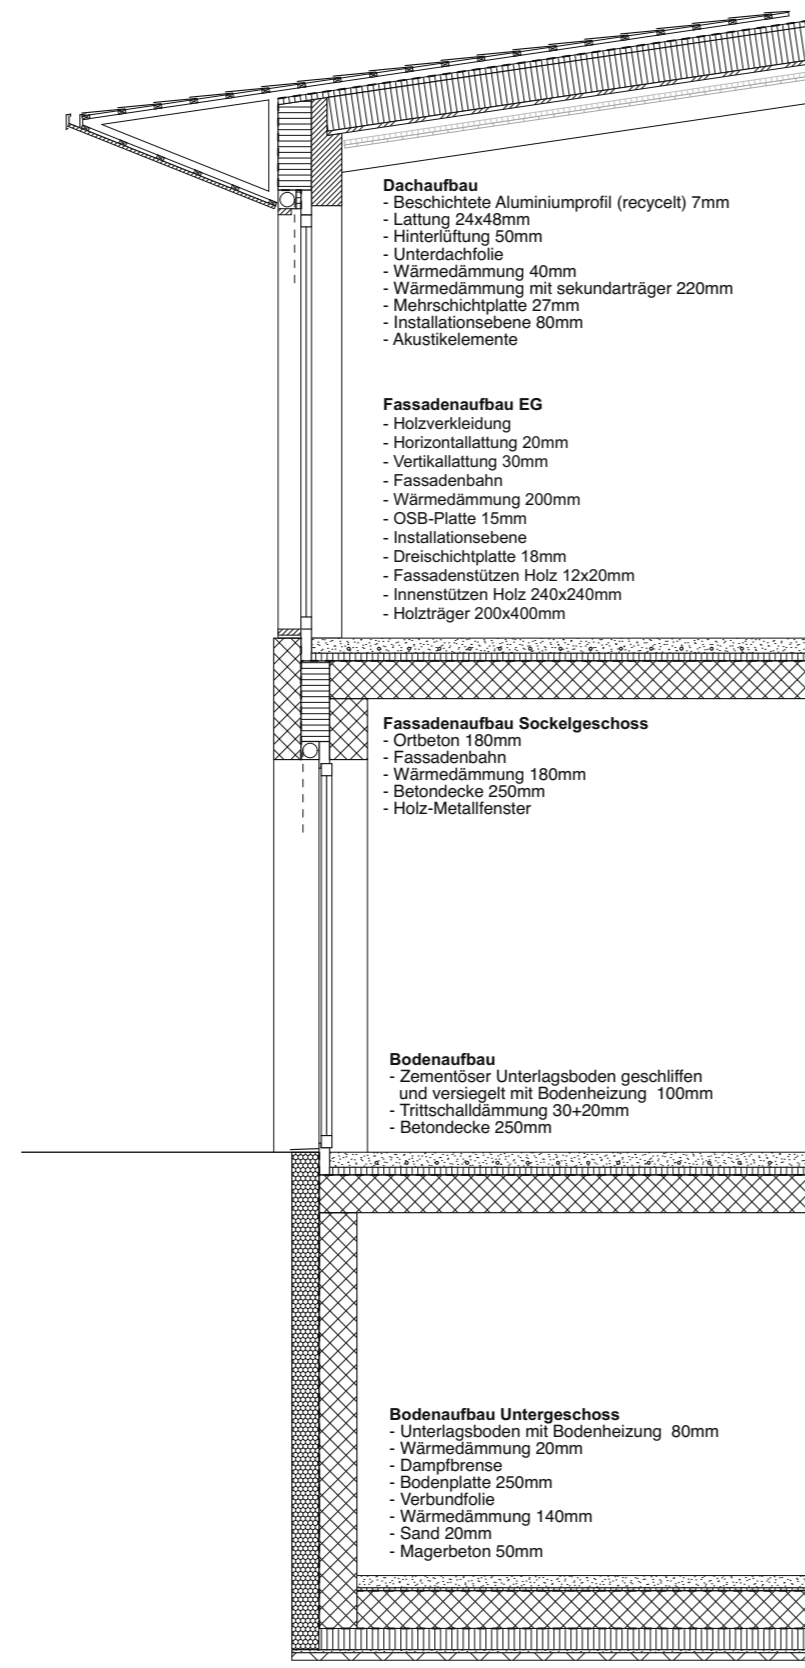 Dachaufbau
- Beschichtete Aluminiumprofil (recycelt) 7mm
- Lattung 24x48mm
- Hinterlüftung 50mm
- Unterdachfolie
- Wärmedämmung 40mm
- Wärmedämmung mit sekundarträger 220mm
- Mehrschichtplatte 27mm
- Installationsebene 80mm
- Akustikelemente
Fassadenaufbau EG
- Holzverkleidung
- Horizontallattung 20mm
- Vertikallattung 30mm
- Fassadenbahn
- Wärmedämmung 200mm
- OSB-Platte 15mm
- Installationsebene
- Dreischichtplatte 18mm
- Fassadenstützen Holz 12x20mm
- Innenstützen Holz 240x240mm
- Holzträger 200x400mm
Fassadenaufbau Sockelgeschoss
- Ortbeton 180mm
- Fassadenbahn
- Wärmedämmung 180mm
- Betondecke 250mm
- Holz-Metallfenster
Bodenaufbau
- Zementöser Unterlagsboden geschliffen
und versiegelt mit Bodenheizung 100mm
- Trittschalldämmung 30+20mm
- Betondecke 250mm
Bodenaufbau Untergeschoss
- Unterlagsboden mit Bodenheizung 80mm
- Wärmedämmung 20mm
- Dampfbrense
- Bodenplatte 250mm
- Verbundfolie
- Wärmedämmung 140mm
- Sand 20mm
- Magerbeton 50mm